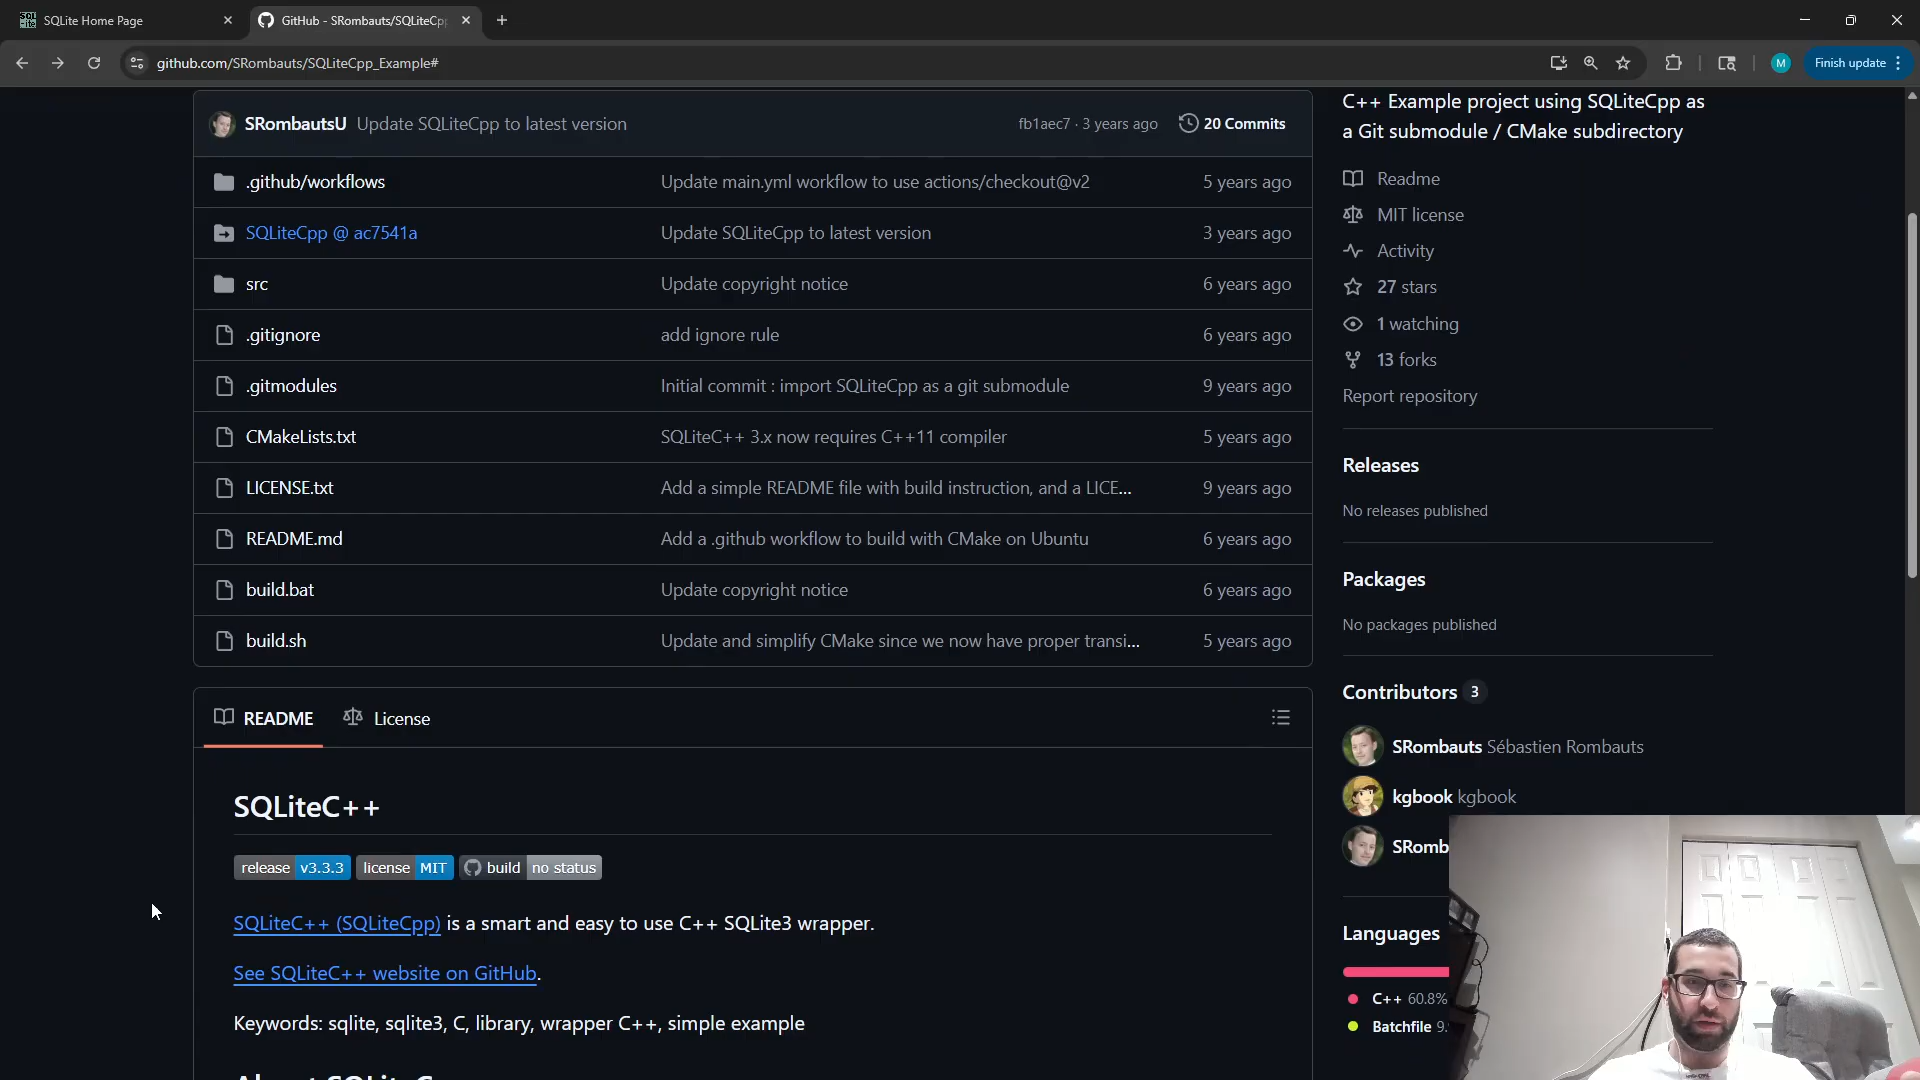 SQLite Home Page
GitHub - SRombauts/SQLiteCpp
github.com/SRombauts/SQLiteCpp_Example#
M
Finish update
SRombautsU Update SQLiteCpp to latest version fb1aec7 · 3 years ago 20 Commits
.github/workflows Update main.yml workflow to use actions/checkout@v2 5 years ago
SQLiteCpp @ ac7541a Update SQLiteCpp to latest version 3 years ago
src Update copyright notice 6 years ago
.gitignore add ignore rule 6 years ago
.gitmodules Initial commit : import SQLiteCpp as a git submodule 9 years ago
CMakeLists.txt SQLiteC++ 3.x now requires C++11 compiler 5 years ago
LICENSE.txt Add a simple README file with build instruction, and a LICE... 9 years ago
README.md Add a .github workflow to build with CMake on Ubuntu 6 years ago
build.bat Update copyright notice 6 years ago
build.sh Update and simplify CMake since we now have proper transi... 5 years ago
README License
SQLiteC++
release v3.3.3 license MIT build no status
SQLiteC++ (SQLiteCpp) is a smart and easy to use C++ SQLite3 wrapper.
See SQLiteC++ website on GitHub.
Keywords: sqlite, sqlite3, C, library, wrapper C++, simple example
C++ Example project using SQLiteCpp as
a Git submodule / CMake subdirectory
Readme
MIT license
Activity
27 stars
1 watching
13 forks
Report repository
Releases
No releases published
Packages
No packages published
Contributors 3
SRombauts Sébastien Rombauts
kgbook kgbook
SRomb
Languages
C++ 60.8%
Batchfile 9.